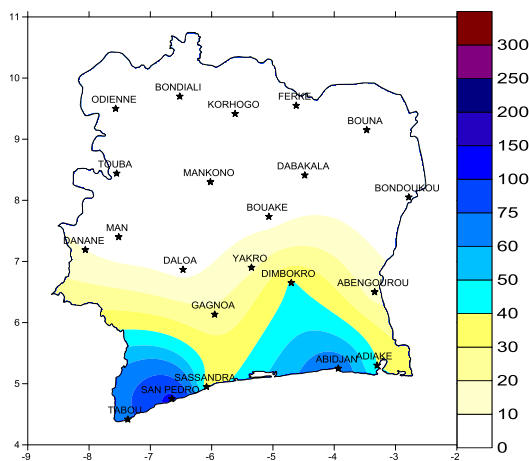 11
10
9
8
7
6
5
4
-9
-8
-7
-6
-5
-4
-3
-2
BONDIALI
ODIENNE
KORHOGO
FERKE
BOUNA
TOUBA
MANKONO
DABAKALA
BONDOUKOU
BOUAKE
MAN
DANANE
DALOA
YAKRO
DIMBOKRO
ABENGOUROU
GAGNOA
ABIDJAN
ADIAKE
SASSANDRA
SAN PEDRO
TABOU
300
250
200
150
100
75
60
50
40
30
20
10
0